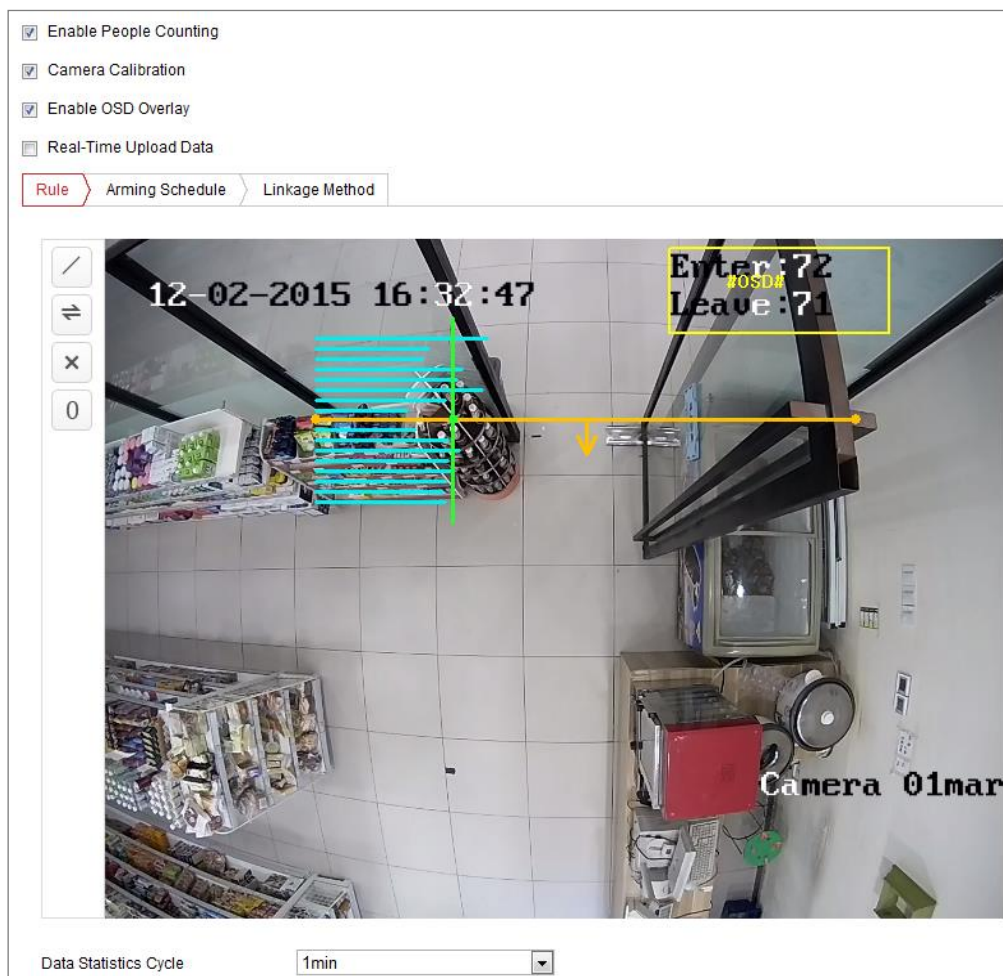 Enable People Counting
Camera Calibration
Enable OSD Overlay
Real-Time Upload Data
Rule
Arming Schedule
Linkage Method
Enter:72
#OSD#
12-02-2015 16:32:47
Leave:71
0
Camera 01mar
Data Statistics Cycle
1min